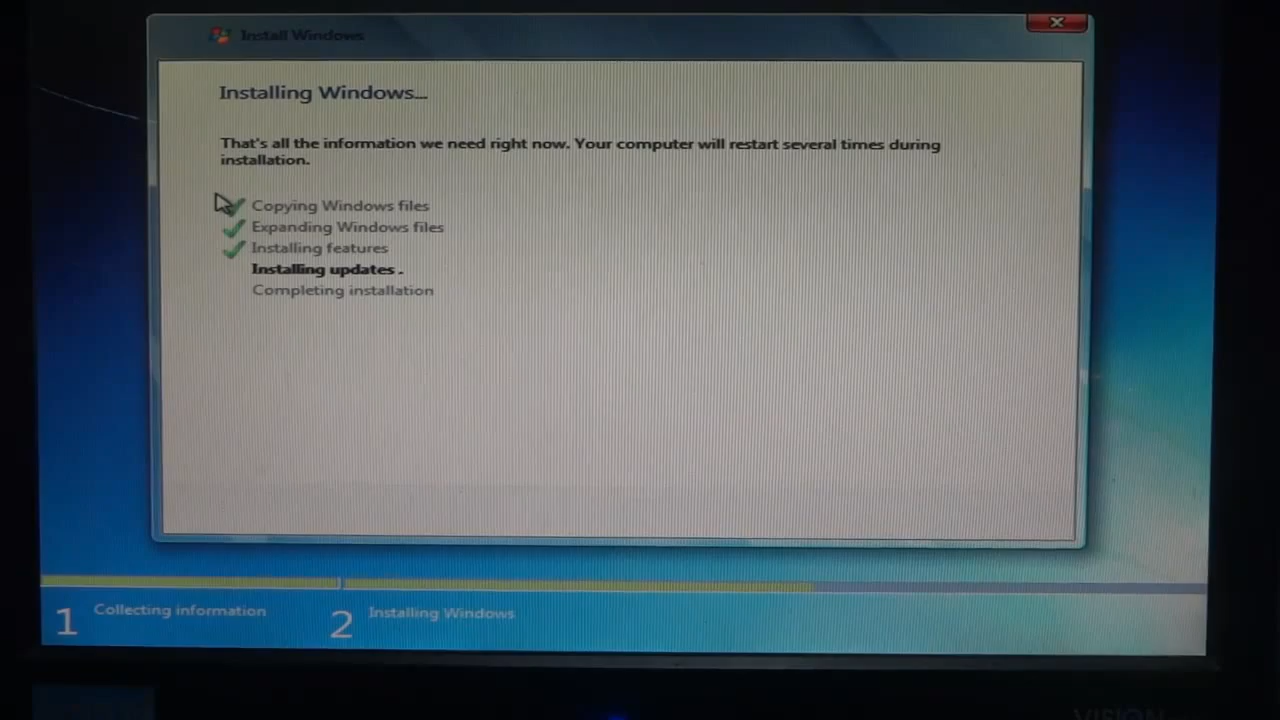 Install Windows
Installing Windows...
That's all the information we need right now. Your computer will restart several times during
installation.
Copying Windows files
Expanding Windows files
Installing features
Installing updates .
Completing installation
1 Collecting information
2 Installing Windows
VISION